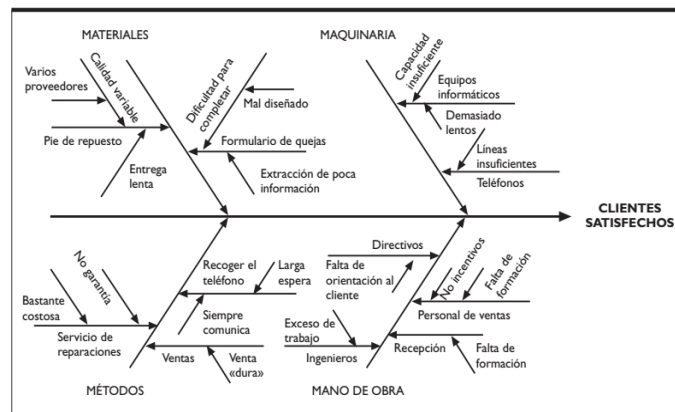 MATERIALES
MAQUINARIA
Varios
proveedores
Calidad variable
Pie de repuesto
Entrega
lenta
Dificultad para
completar
Mal diseñado
Formulario de quejas
Extracción de poca
información
Capacidad
insuficiente
Equipos
informáticos
Demasiado
lentos
Líneas
insuficientes
Teléfonos
CLIENTES
SATISFECHOS
No garantía
Bastante
costosa
Servicio de
reparaciones
Recoger el
teléfono
Larga
espera
Siempre
comunica
Ventas
Venta
«dura»
Directivos
Falta de
orientación al
cliente
No incentivos
Falta de
formación
Personal de ventas
Exceso de
trabajo
Ingenieros
Recepción
Falta de
formación
MÉTODOS
MANO DE OBRA